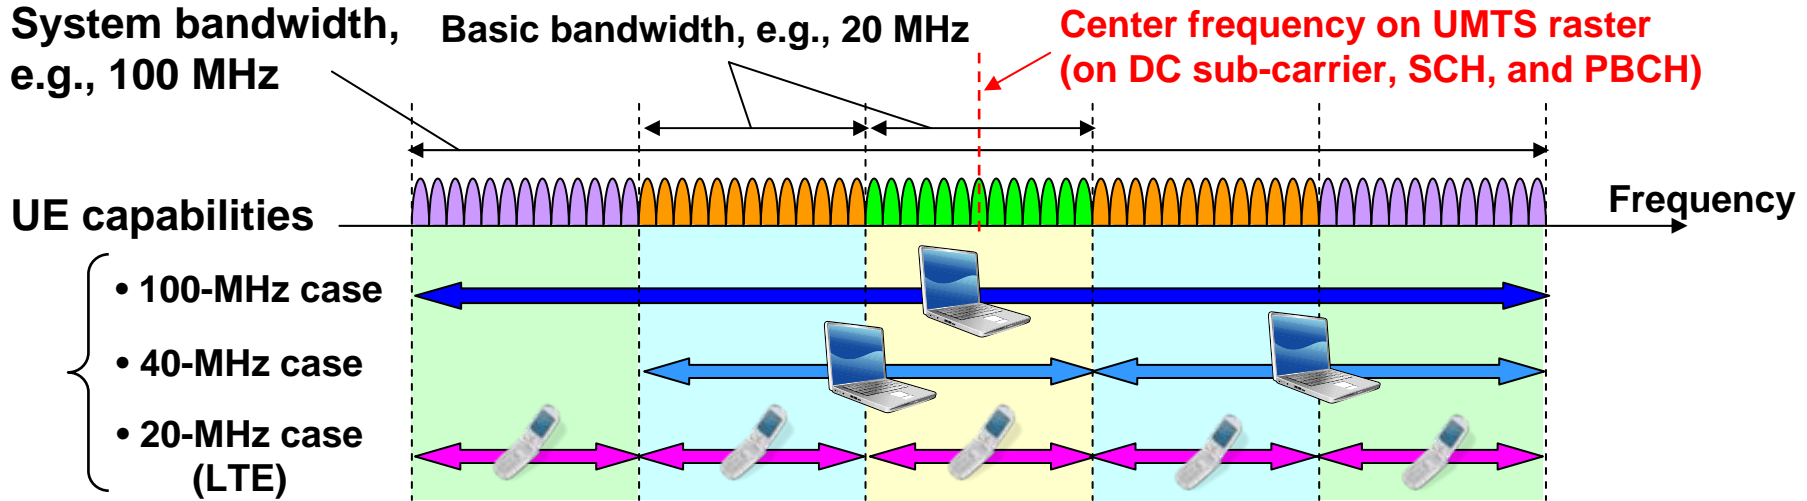 System bandwidth,
e.g., 100 MHz
Basic bandwidth, e.g., 20 MHz
Center frequency on UMTS raster
(on DC sub-carrier, SCH, and PBCH)
UE capabilities
Frequency
• 100-MHz case
• 40-MHz case
• 20-MHz case
(LTE)